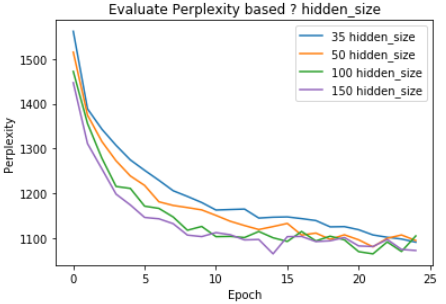 Evaluate Perplexity based ? hidden_size
35 hidden_size
50 hidden_size
100 hidden_size
150 hidden_size
Perplexity
1500
1400
1300
1200
1100
0 5 10 15 20 25
Epoch